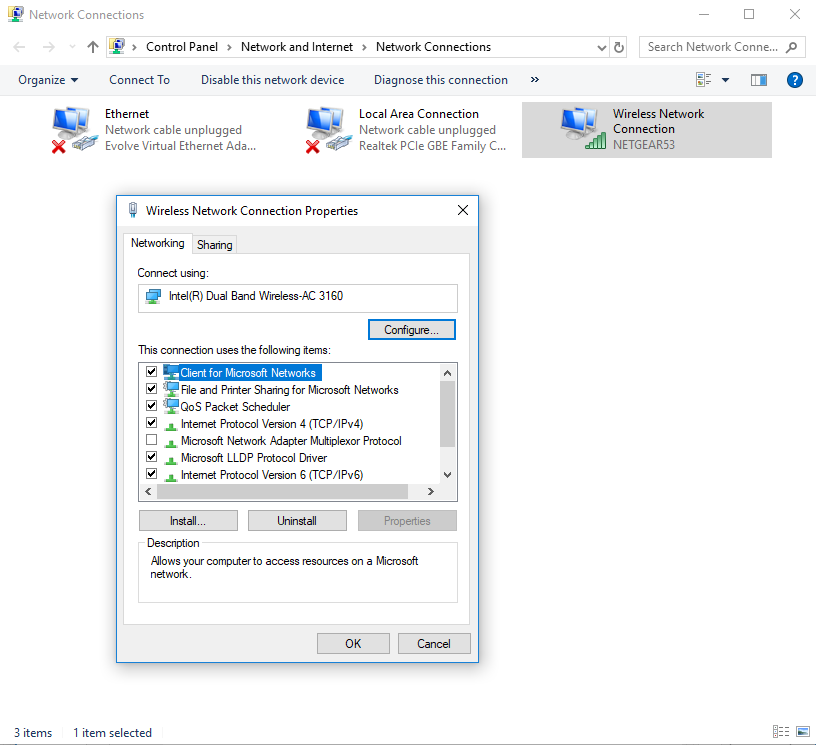 Network Connections
Control Panel > Network and Internet > Network Connections
Search Network Conne...
Organize
Connect To
Disable this network device
Diagnose this connection
»
?
Ethernet
Network cable unplugged
Evolve Virtual Ethernet Ada...
Local Area Connection
Network cable unplugged
Realtek PCIe GBE Family C...
Wireless Network
Connection
NETGEAR53
Wireless Network Connection Properties
Networking
Sharing
Connect using:
Intel(R) Dual Band Wireless-AC 3160
Configure...
This connection uses the following items:
Client for Microsoft Networks
File and Printer Sharing for Microsoft Networks
QoS Packet Scheduler
Internet Protocol Version 4 (TCP/IPv4)
Microsoft Network Adapter Multiplexor Protocol
Microsoft LLDP Protocol Driver
Internet Protocol Version 6 (TCP/IPv6)
Install...
Uninstall
Properties
Description
Allows your computer to access resources on a Microsoft
network.
OK
Cancel
3 items
1 item selected